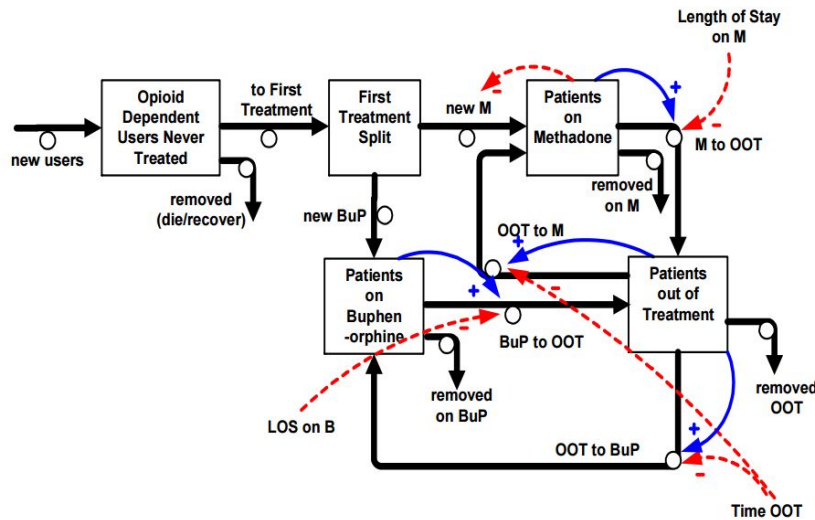 Length of Stay
on M
Opioid
Dependent
Users Never
Treated
to First
Treatment
First
Treatment
Split
new M
-
Patients
on
Methadone
+
-
M to OOT
new users
removed
(die/recover)
new BuP
removed
on M
OOT to M
+
Patients
on
Buphen
-orphine
+
-
-
BuP to OOT
Patients
out of
Treatment
LOS on B
removed
on BuP
removed
OOT
OOT to BuP
+
-
Time OOT